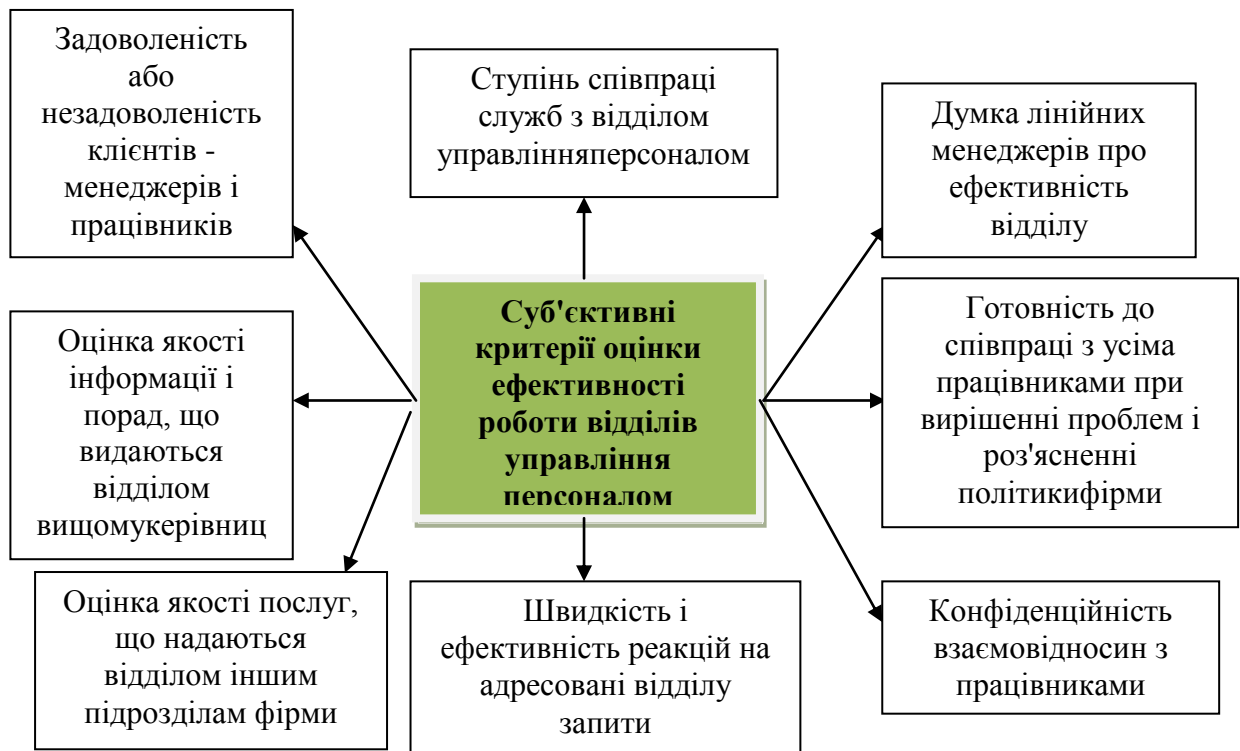 Задоволеність
або
незадоволеність
клієнтів -
менеджерів і
працівників
Ступінь співпраці
служб з відділом
управлінняперсоналом
Думка лінійних
менеджерів про
ефективність
відділу
Суб'єктивні
критерії оцінки
ефективності
роботи відділів
управління
персоналом
Оцінка якості
інформації і
порад, що
видаються
відділом
вищомукерівниц
Готовність до
співпраці з усіма
працівниками при
вирішенні проблем і
роз'ясненні
політикифірми
Оцінка якості послуг,
що надаються
відділом іншим
підрозділам фірми
Швидкість і
ефективність реакцій на
адресовані відділу
запити
Конфіденційність
взаємовідносин з
працівниками